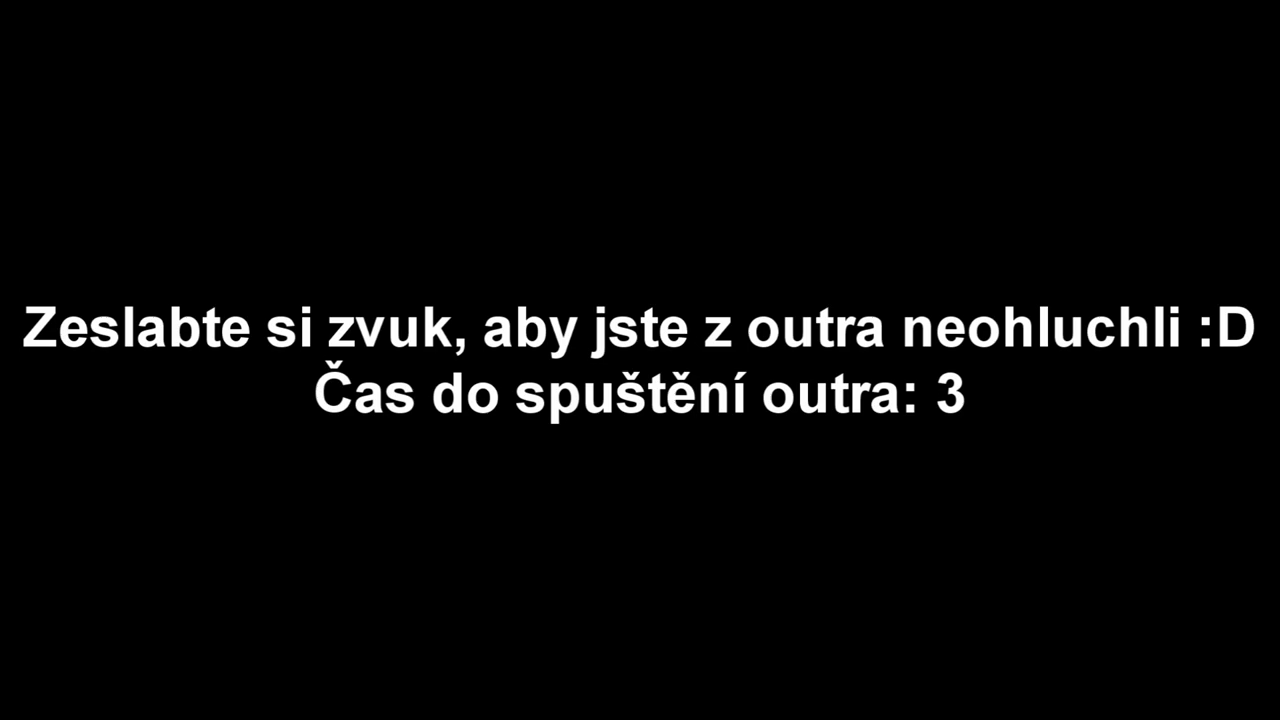 Zeslabte si zvuk, aby jste z outra neohluchli :D
Čas do spuštění outra: 3